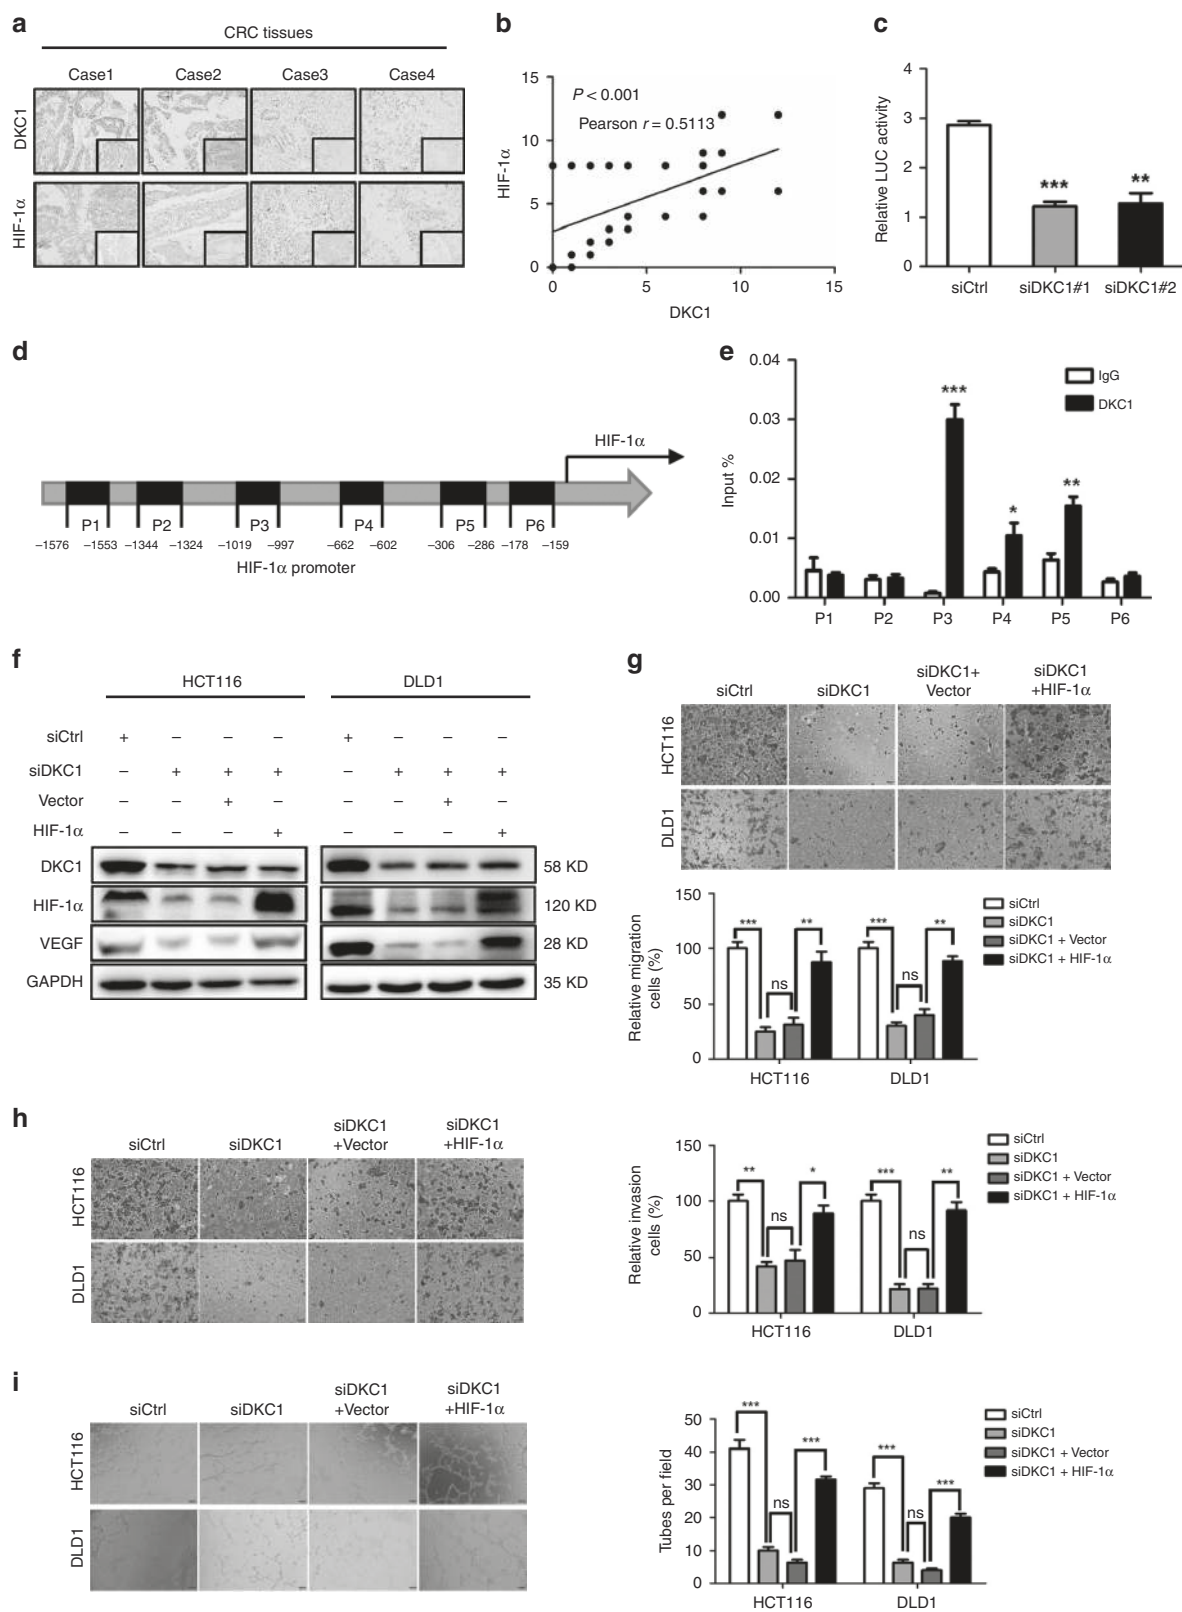 a
CRC tissues
Case1 Case2 Case3 Case4
DKC1
HIF-1α
b
15
10
5
0
HIF-1α
P < 0.001
Pearson r = 0.5113
0 5 10 15
DKC1
c
4
3
2
1
0
Relative LUC activity
*** **
siCtrl siDKC1#1 siDKC1#2
d
HIF-1α
P1 P2 P3 P4 P5 P6
–1576 –1553 –1344 –1324 –1019 –997 –662 –602 –306 –286 –178 –159
HIF-1α promoter
e
0.04
0.03
0.02
0.01
0.00
Input %
IgG
DKC1
*** * **
P1 P2 P3 P4 P5 P6
f
HCT116 DLD1
siCtrl + – – – + – – –
siDKC1 – + + + – + + +
Vector – – + – – – + –
HIF-1α – – – + – – – +
DKC1 58 KD
HIF-1α 120 KD
VEGF 28 KD
GAPDH 35 KD
g
siCtrl siDKC1 siDKC1+ Vector siDKC1 +HIF-1α
HCT116
DLD1
150
100
50
0
Relative migration
cells (%)
*** ** *** **
ns ns
HCT116 DLD1
siCtrl
siDKC1
siDKC1 + Vector
siDKC1 + HIF-1α
h
siCtrl siDKC1 siDKC1 +Vector siDKC1 +HIF-1α
HCT116
DLD1
150
100
50
0
Relative invasion
cells (%)
** * *** **
ns ns
HCT116 DLD1
siCtrl
siDKC1
siDKC1 + Vector
siDKC1 + HIF-1α
i
siCtrl siDKC1 siDKC1 +Vector siDKC1 +HIF-1α
HCT116
DLD1
50
40
30
20
10
0
Tubes per field
*** *** *** ***
ns ns
HCT116 DLD1
siCtrl
siDKC1
siDKC1 + Vector
siDKC1 + HIF-1α